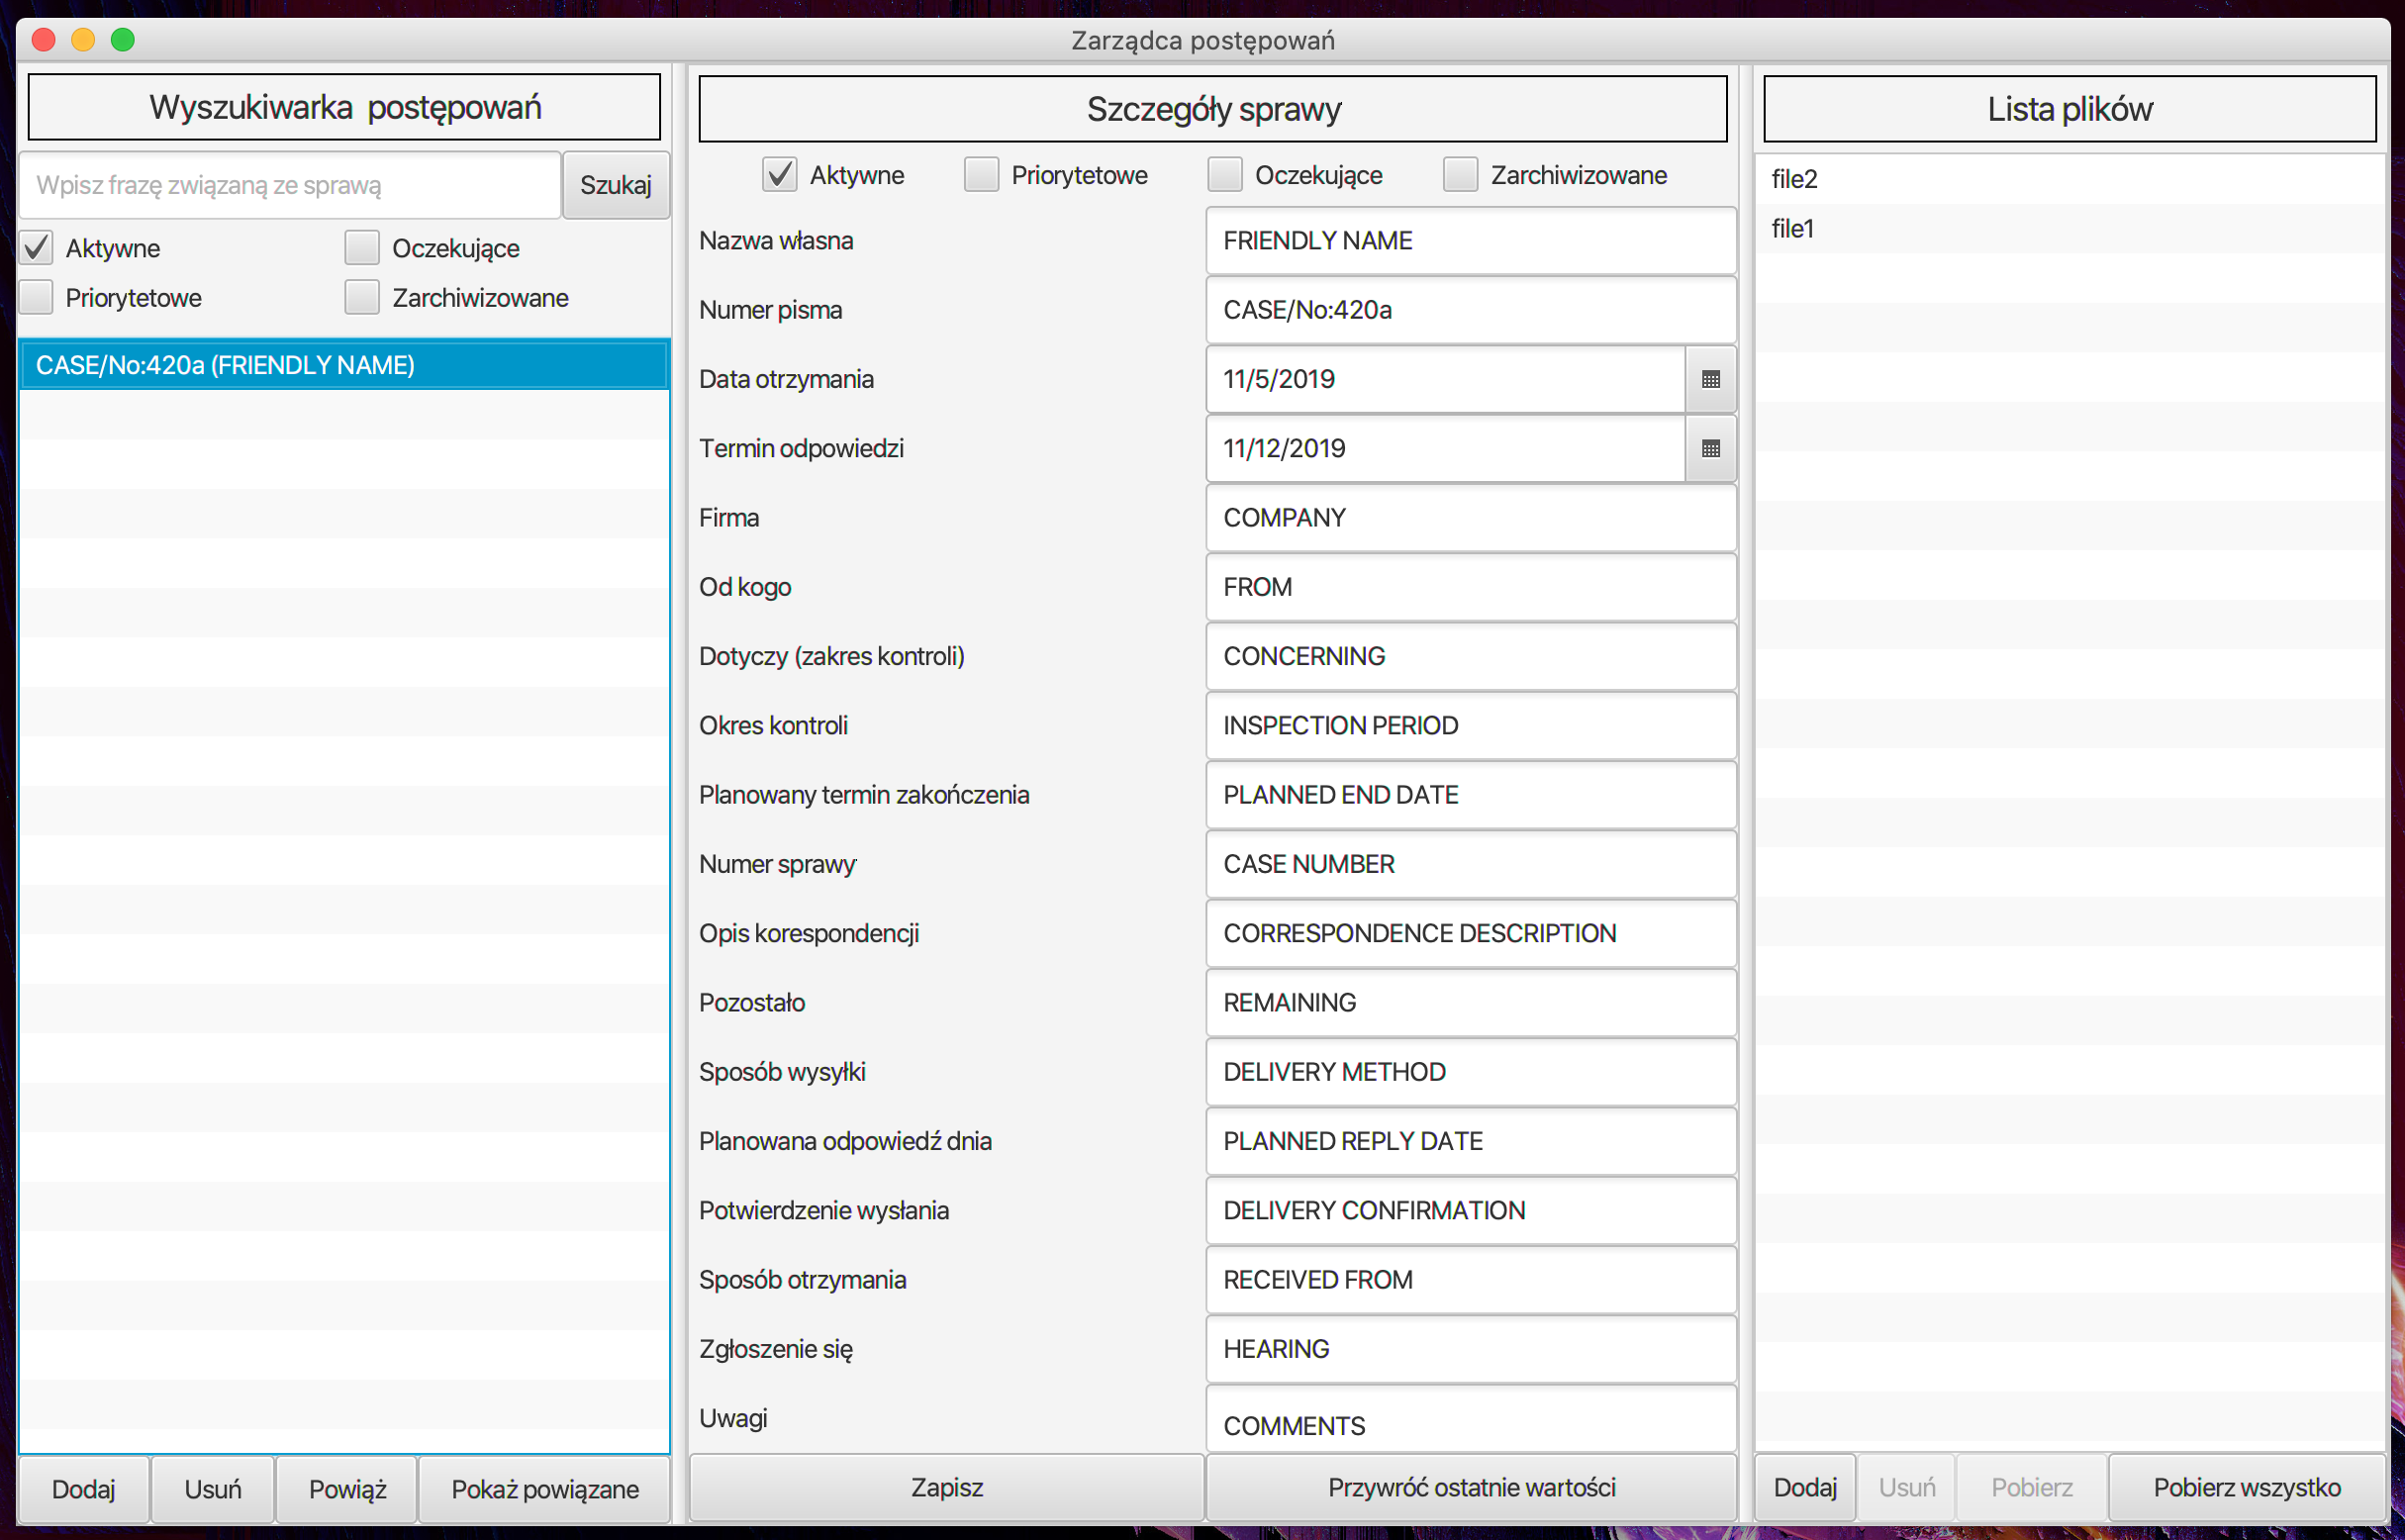 Zarządca postępowań
Wyszukiwarka postępowań
Wpisz frazę związaną ze sprawą
Szukaj
Aktywne
Oczekujące
Priorytetowe
Zarchiwizowane
CASE/No:420a (FRIENDLY NAME)
Dodaj
Usuń
Powiąż
Pokaż powiązane
Szczegóły sprawy
Aktywne
Priorytetowe
Oczekujące
Zarchiwizowane
Nazwa własna
FRIENDLY NAME
Numer pisma
CASE/No:420a
Data otrzymania
11/5/2019
Termin odpowiedzi
11/12/2019
Firma
COMPANY
Od kogo
FROM
Dotyczy (zakres kontroli)
CONCERNING
Okres kontroli
INSPECTION PERIOD
Planowany termin zakończenia
PLANNED END DATE
Numer sprawy
CASE NUMBER
Opis korespondencji
CORRESPONDENCE DESCRIPTION
Pozostało
REMAINING
Sposób wysyłki
DELIVERY METHOD
Planowana odpowiedź dnia
PLANNED REPLY DATE
Potwierdzenie wysłania
DELIVERY CONFIRMATION
Sposób otrzymania
RECEIVED FROM
Zgłoszenie się
HEARING
Uwagi
COMMENTS
Zapisz
Przywróć ostatnie wartości
Lista plików
file2
file1
Dodaj
Usuń
Pobierz
Pobierz wszystko